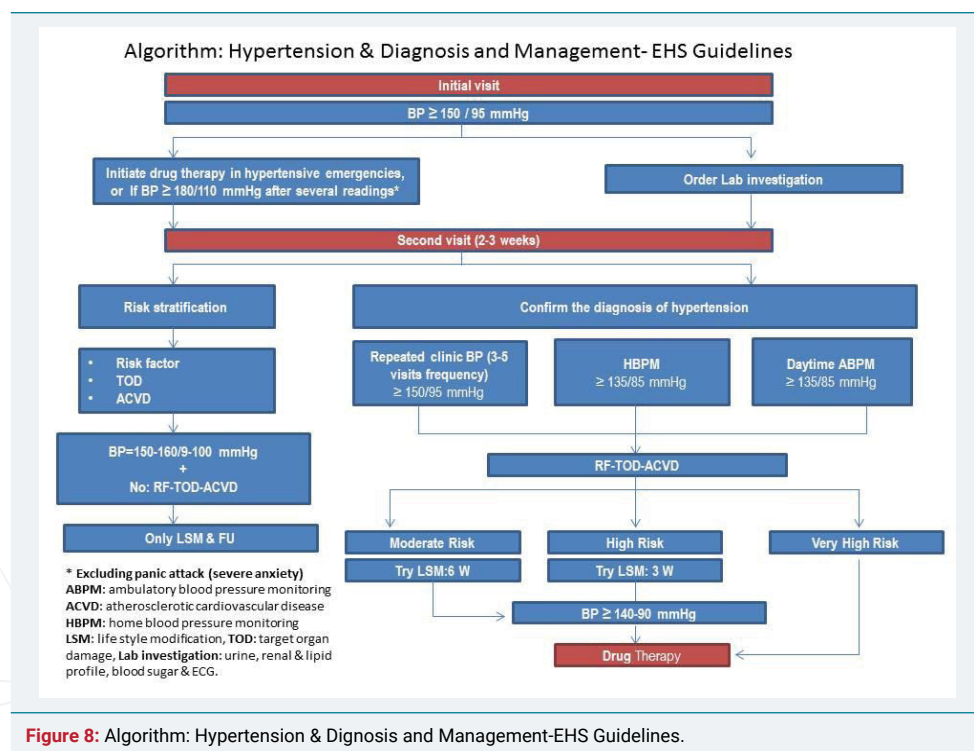 Algorithm: Hypertension & Diagnosis and Management- EHS Guidelines
Initial visit
BP ≥ 150 / 95 mmHg
Initiate drug therapy in hypertensive emergencies,
or If BP ≥ 180/110 mmHg after several readings*
Order Lab investigation
Second visit (2-3 weeks)
Risk stratification
• Risk factor
• TOD
• ACVD
BP=150-160/9-100 mmHg
+
No: RF-TOD-ACVD
Only LSM & FU
Confirm the diagnosis of hypertension
Repeated clinic BP (3-5
visits frequency)
≥ 150/95 mmHg
HBPM
≥ 135/85 mmHg
Daytime ABPM
≥ 135/85 mmHg
RF-TOD-ACVD
Moderate Risk
Try LSM:6 W
High Risk
Try LSM: 3 W
Very High Risk
BP ≥ 140-90 mmHg
Drug Therapy
* Excluding panic attack (severe anxiety)
ABPM: ambulatory blood pressure monitoring
ACVD: atherosclerotic cardiovascular disease
HBPM: home blood pressure monitoring
LSM: life style modification, TOD: target organ
damage, Lab investigation: urine, renal & lipid
profile, blood sugar & ECG.
Figure 8: Algorithm: Hypertension & Dignosis and Management-EHS Guidelines.